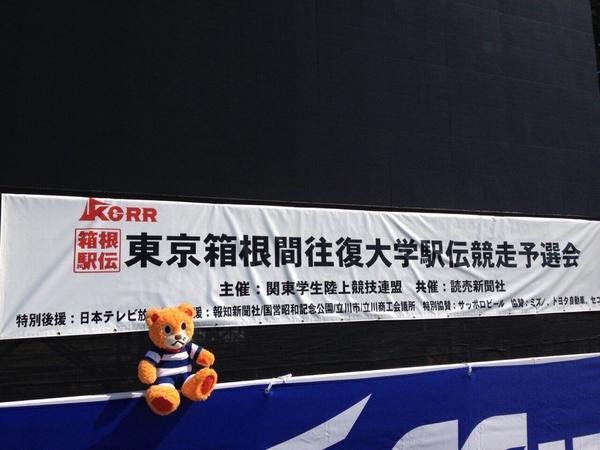 KGRR
箱根
駅伝
東京箱根間往復大学駅伝競走予選会
主催：関東学生陸上競技連盟 共催：読売新聞社
特別後援：日本テレビ放 援：報知新聞社/国営昭和記念公園/立川市/立川商工会議所 特別協賛：サッポロビール 協賛：ミズノ、トヨタ自動車、セコ